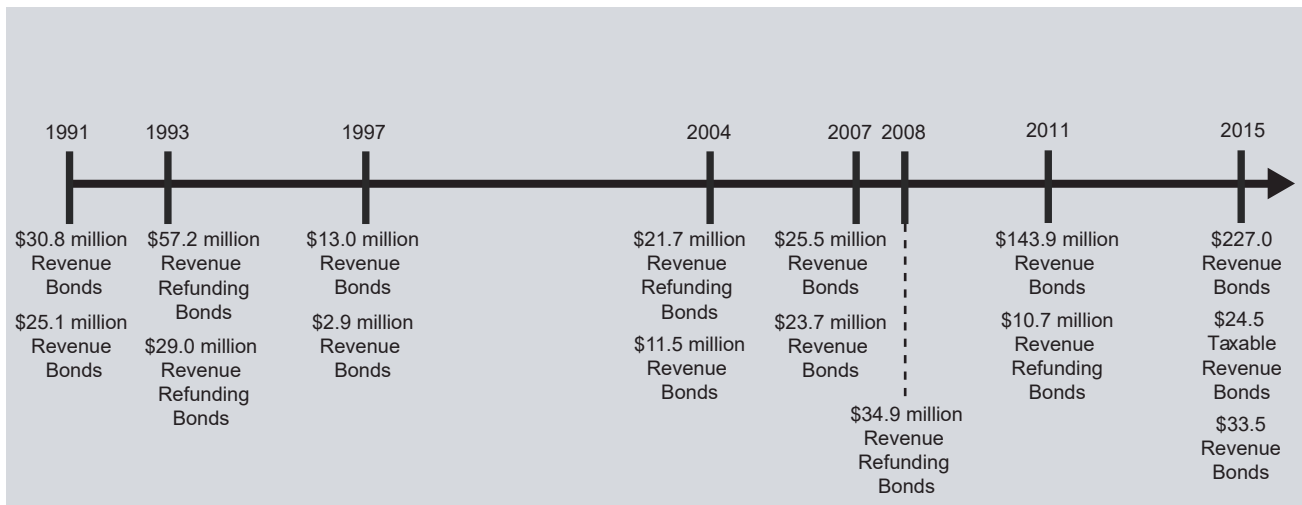 1991
1993
1997
2004
2007
2008
2011
2015
$30.8 million
Revenue
Bonds
$25.1 million
Revenue
Bonds
$57.2 million
Revenue
Refunding
Bonds
$29.0 million
Revenue
Refunding
Bonds
$13.0 million
Revenue
Bonds
$2.9 million
Revenue
Bonds
$21.7 million
Revenue
Refunding
Bonds
$11.5 million
Revenue
Bonds
$25.5 million
Revenue
Bonds
$23.7 million
Revenue
Bonds
$34.9 million
Revenue
Refunding
Bonds
$143.9 million
Revenue
Bonds
$10.7 million
Revenue
Refunding
Bonds
$227.0
Revenue
Bonds
$24.5
Taxable
Revenue
Bonds
$33.5
Revenue
Bonds